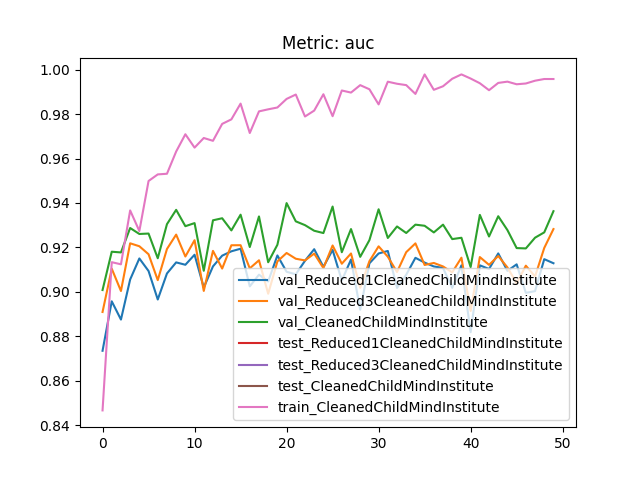 Metric: auc
1.00
0.98
0.96
0.94
0.92
0.90
0.88
0.86
0.84
val_Reduced1CleanedChildMindInstitute
val_Reduced3CleanedChildMindInstitute
val_CleanedChildMindInstitute
test_Reduced1CleanedChildMindInstitute
test_Reduced3CleanedChildMindInstitute
test_CleanedChildMindInstitute
train_CleanedChildMindInstitute
0 10 20 30 40 50